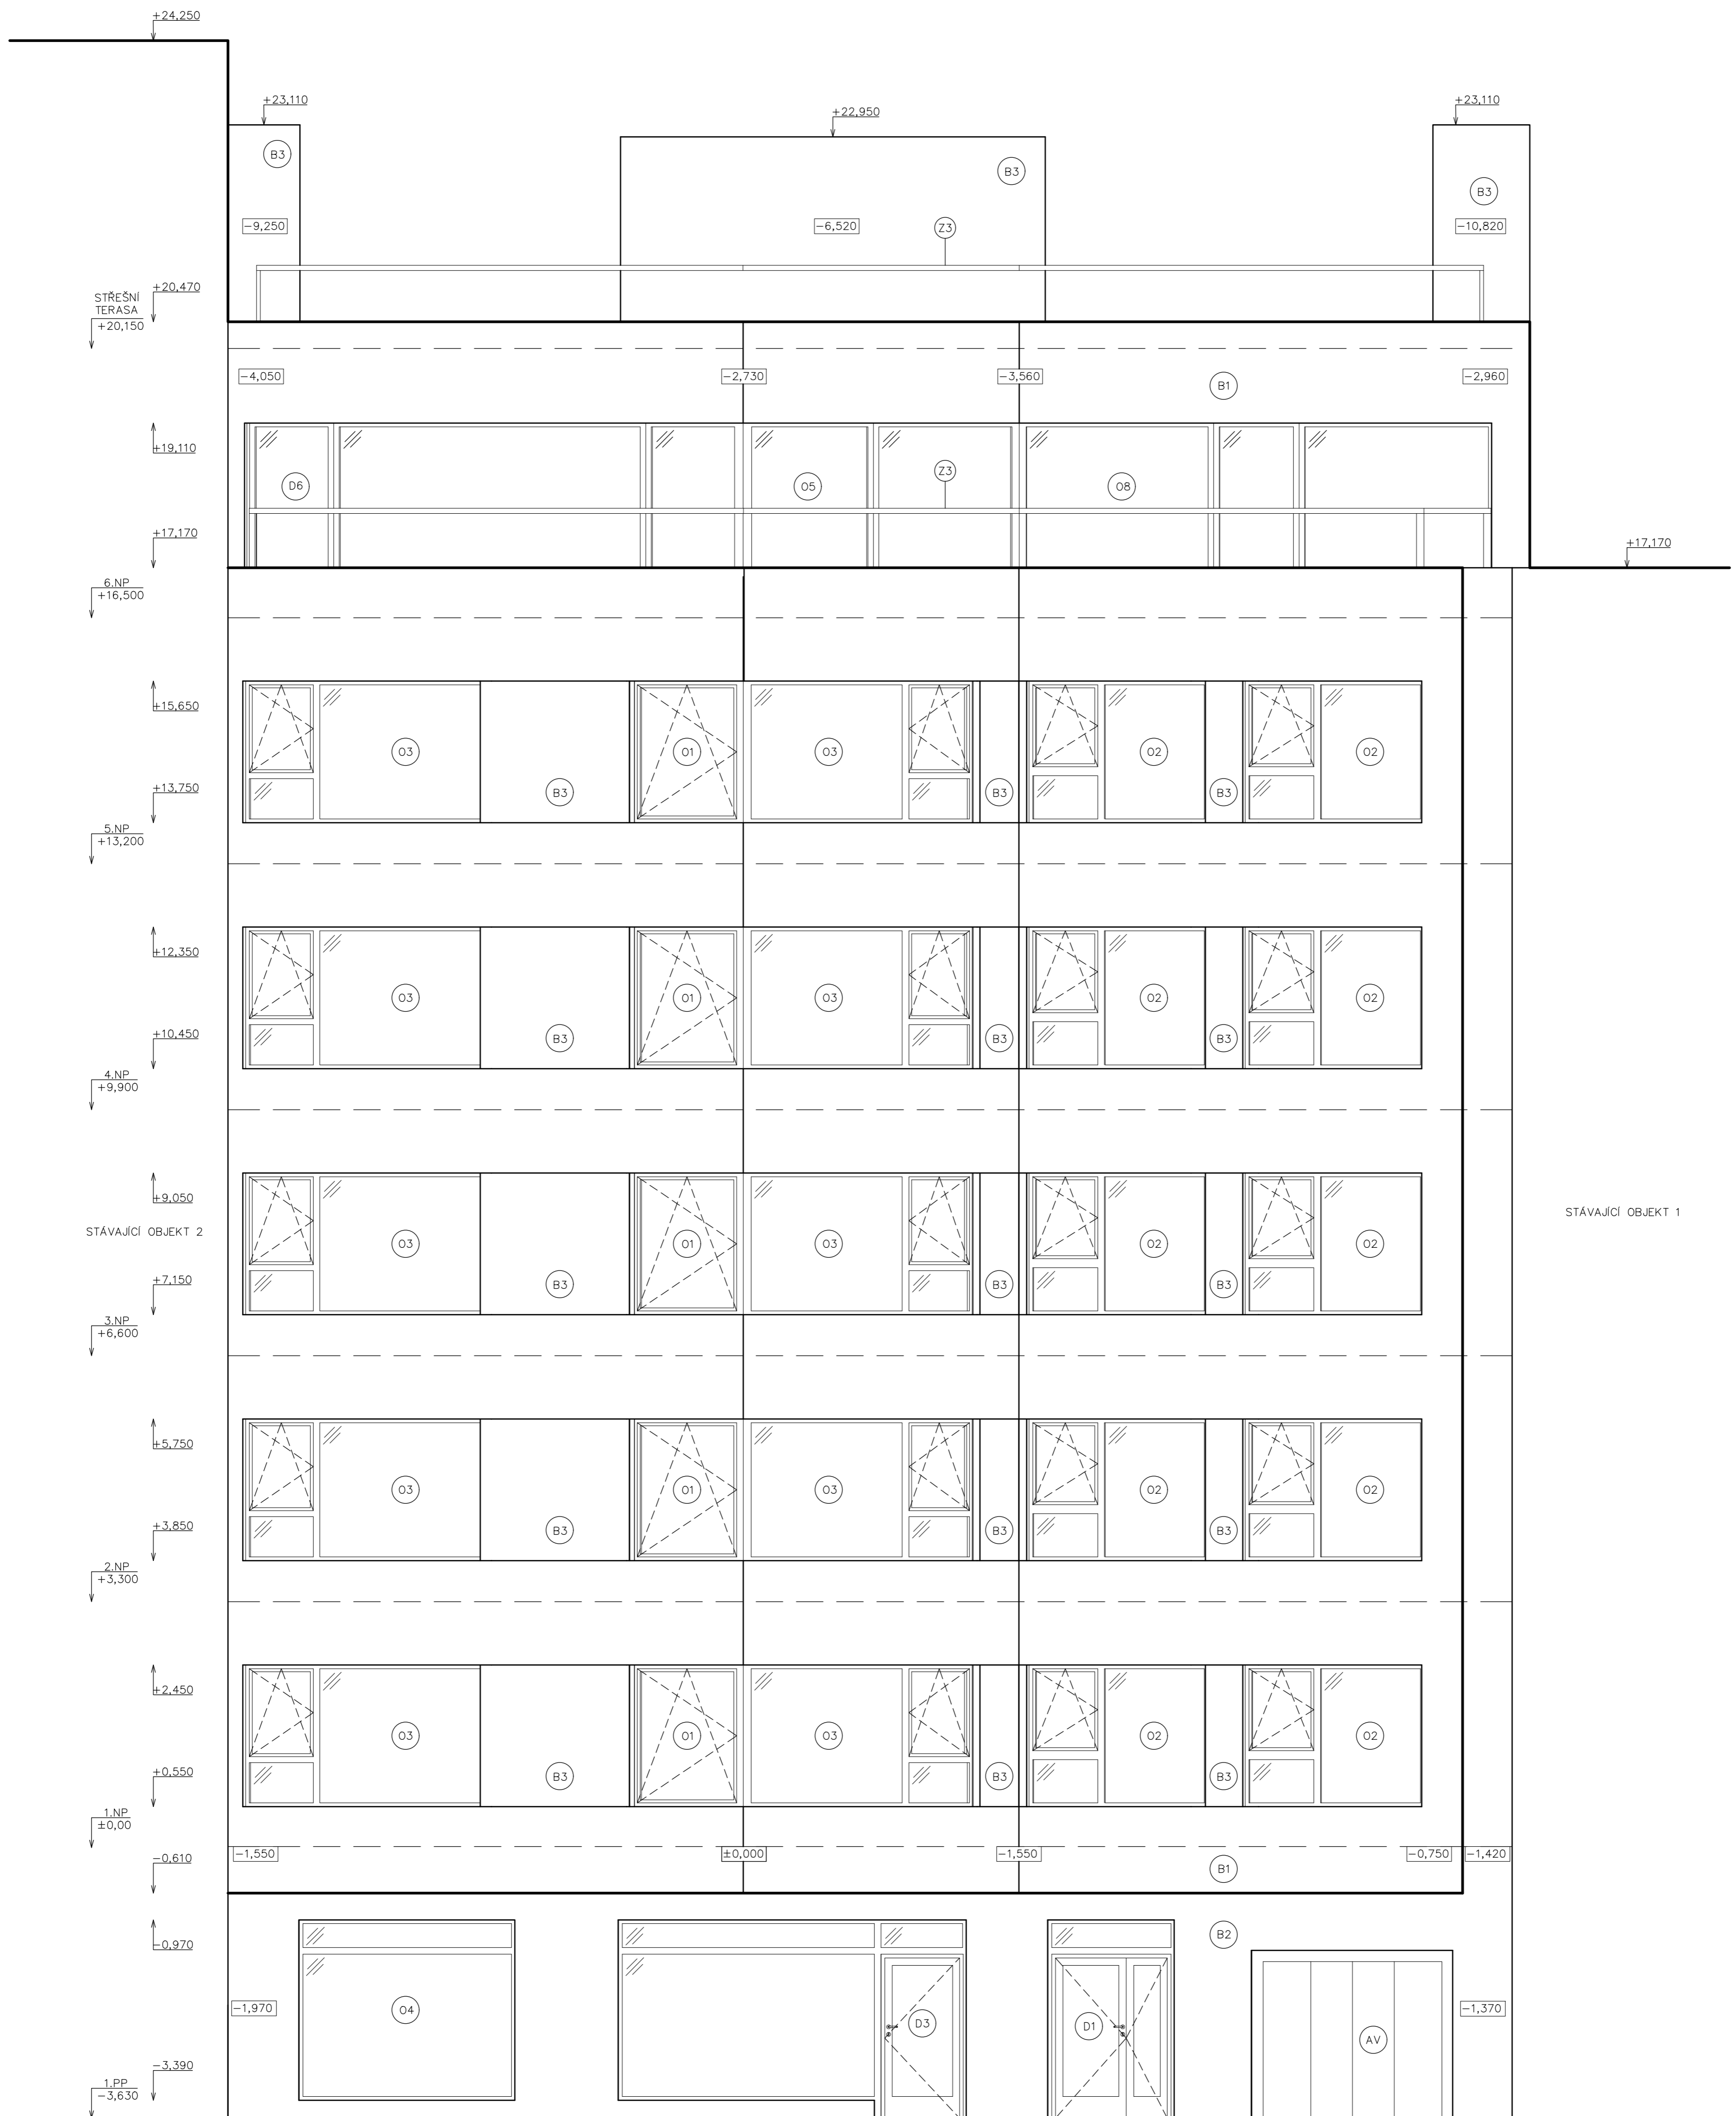 +24,250
+23,110
+22,950
+23,110
B3
B3
B3
-9,250
-6,520
Z3
-10,820
STŘEŠNÍ
TERASA
+20,150
+20,470
-4,050
-2,730
-3,560
B1
-2,960
+19,110
D6
O5
Z3
O8
+17,170
+17,170
6.NP
+16,500
+15,650
O3
O1
O3
O2
O2
+13,750
B3
B3
B3
5.NP
+13,200
+12,350
O3
O1
O3
O2
O2
+10,450
B3
B3
B3
4.NP
+9,900
+9,050
STÁVAJÍCÍ OBJEKT 2
O3
O1
O3
O2
O2
STÁVAJÍCÍ OBJEKT 1
+7,150
B3
B3
B3
3.NP
+6,600
+5,750
O3
O1
O3
O2
O2
+3,850
B3
B3
B3
2.NP
+3,300
+2,450
O3
O1
O3
O2
O2
+0,550
B3
B3
B3
1.NP
±0,00
-0,610
-1,550
±0,000
-1,550
B1
-0,750
-1,420
-0,970
B2
-1,970
O4
D3
D1
AV
-1,370
-3,390
1.PP
-3,630